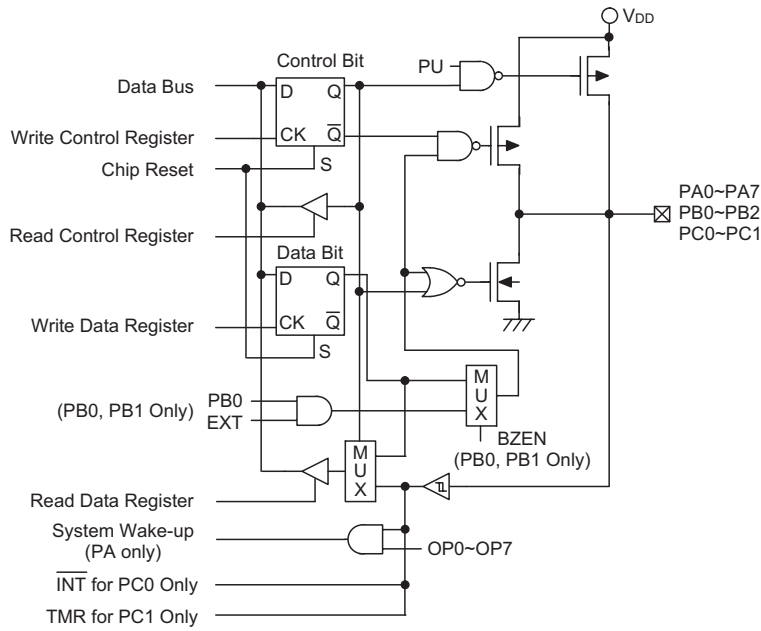 VDD
Control Bit
PU
Data Bus
D Q
Write Control Register
CK Q̅
Chip Reset
S
PA0~PA7
PB0~PB2
PC0~PC1
Read Control Register
Data Bit
D Q
Write Data Register
CK Q̅
S
M
U
X
PB0
(PB0, PB1 Only)
EXT
BZEN
(PB0, PB1 Only)
M
U
X
Read Data Register
System Wake-up
(PA only)
OP0~OP7
I̅N̅T̅ for PC0 Only
TMR for PC1 Only